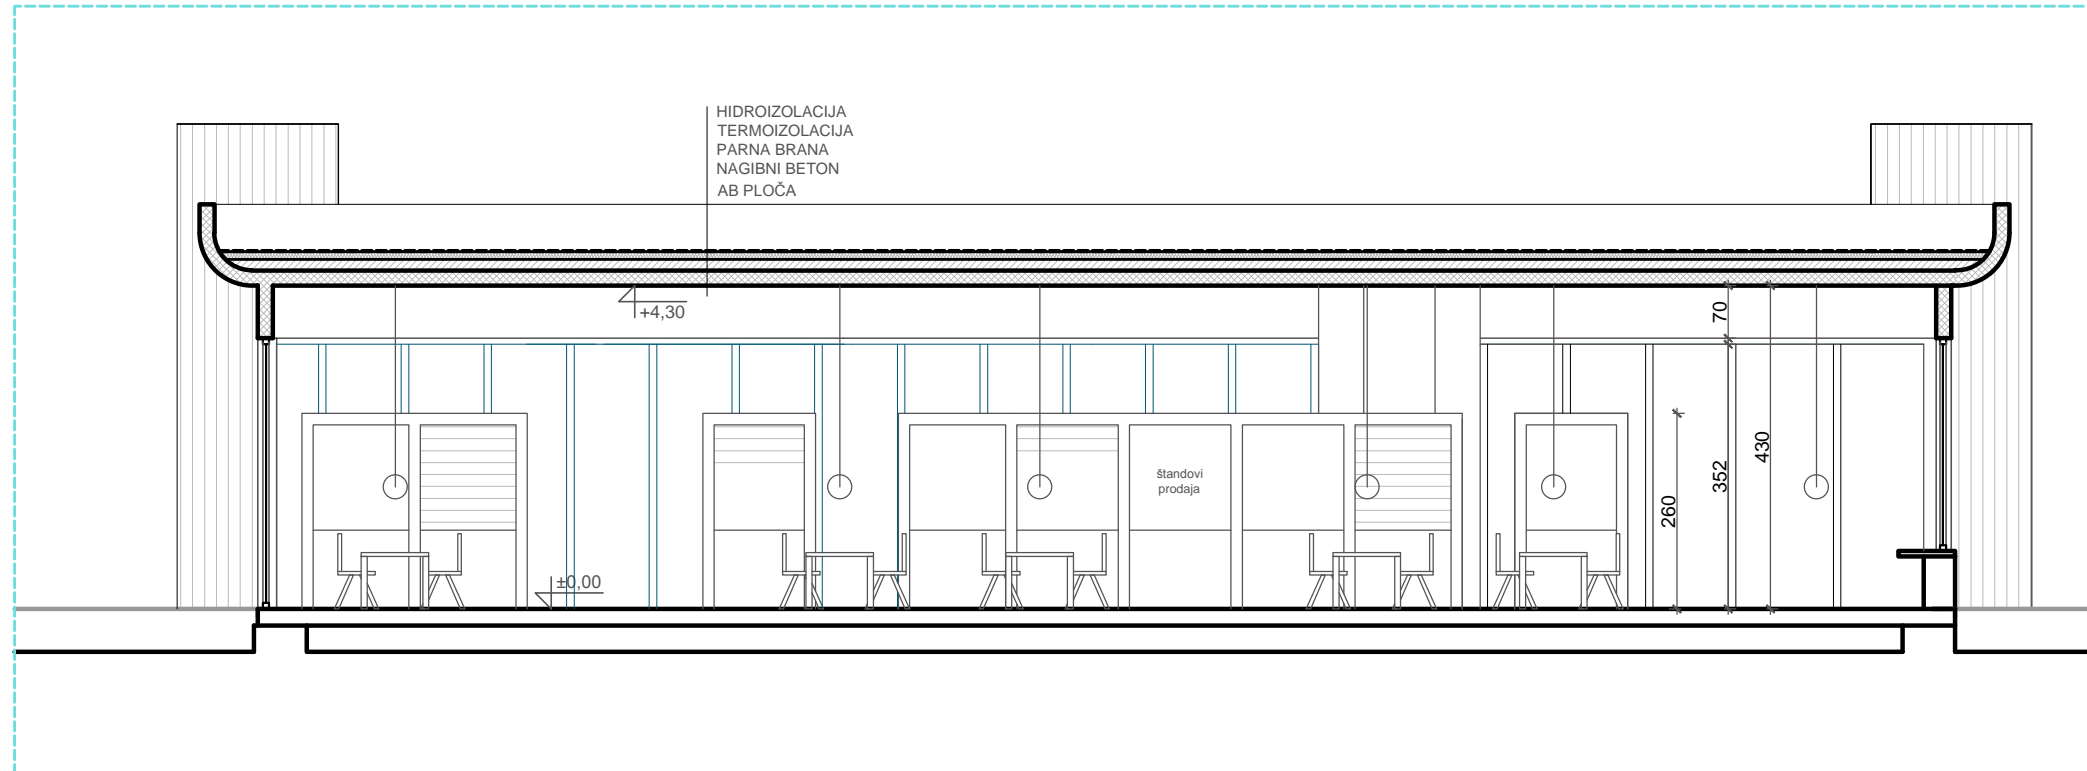 HIDROIZOLACIJA
TERMOIZOLACIJA
PARNA BRANA
NAGIBNI BETON
AB PLOČA
+4,30
70
430
352
260
štandovi
prodaja
±0,00